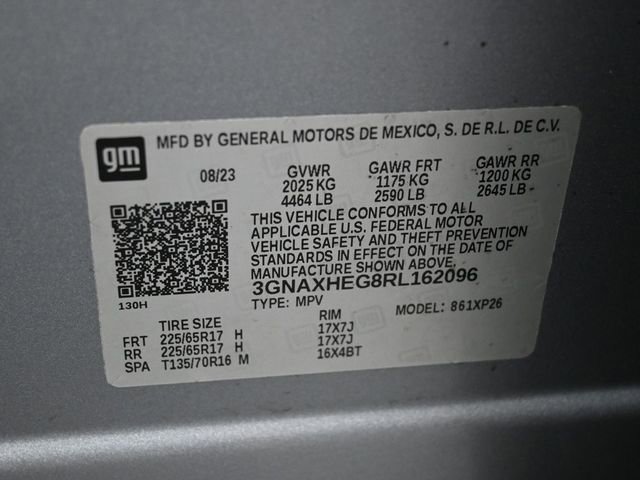 gm
MFD BY GENERAL MOTORS DE MEXICO, S. DE R.L. DE C.V.
08/23 GVWR GAWR FRT GAWR RR
2025 KG 1175 KG 1200 KG
4464 LB 2590 LB 2645 LB
THIS VEHICLE CONFORMS TO ALL
APPLICABLE U.S. FEDERAL MOTOR
VEHICLE SAFETY AND THEFT PREVENTION
STANDARDS IN EFFECT ON THE DATE OF
MANUFACTURE SHOWN ABOVE.
130H
3GNAXHEG8RL162096
TYPE: MPV MODEL: 861XP26
TIRE SIZE RIM
FRT 225/65R17 H 17X7J
RR 225/65R17 H 17X7J
SPA T135/70R16 M 16X4BT